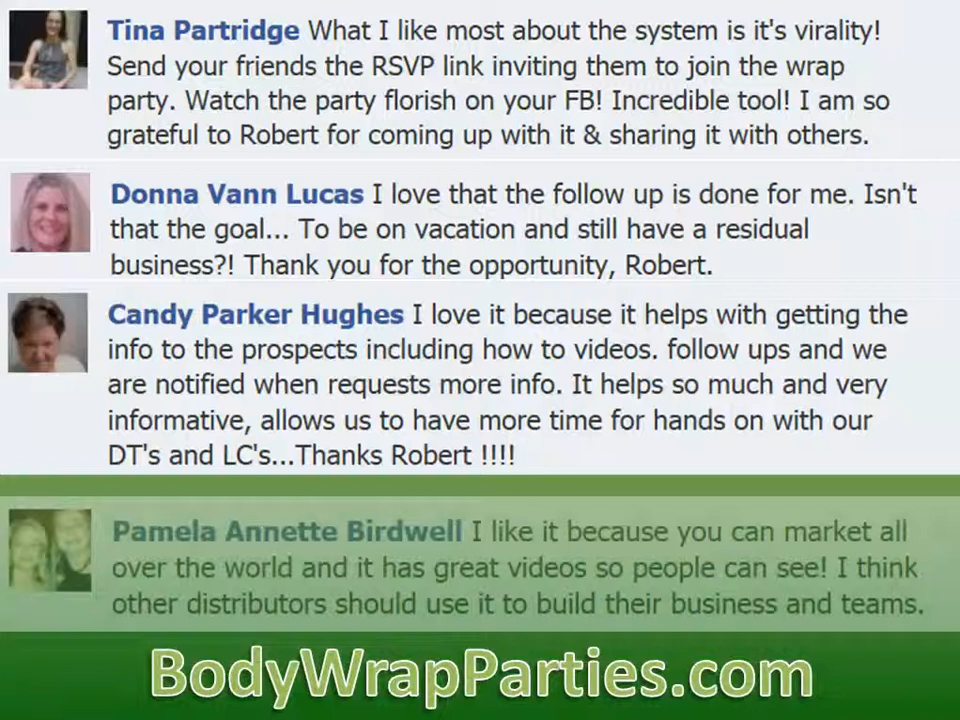 Tina Partridge What I like most about the system is it's virality!
Send your friends the RSVP link inviting them to join the wrap
party. Watch the party florish on your FB! Incredible tool! I am so
grateful to Robert for coming up with it & sharing it with others.
Donna Vann Lucas I love that the follow up is done for me. Isn't
that the goal... To be on vacation and still have a residual
business?! Thank you for the opportunity, Robert.
Candy Parker Hughes I love it because it helps with getting the
info to the prospects including how to videos. follow ups and we
are notified when requests more info. It helps so much and very
informative, allows us to have more time for hands on with our
DT's and LC's...Thanks Robert !!!!
Pamela Annette Birdwell I like it because you can market all
over the world and it has great videos so people can see! I think
other distributors should use it to build their business and teams.
BodyWrapParties.com